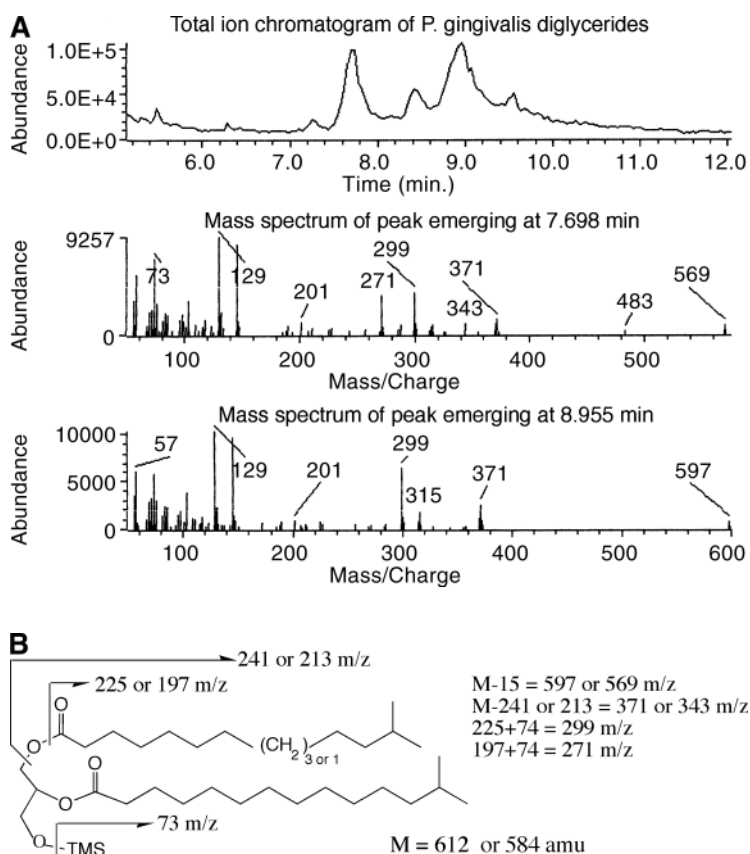 A
Total ion chromatogram of P. gingivalis diglycerides
Abundance
1.0E+5
5.0E+4
0.0E+0
6.0 7.0 8.0 9.0 10.0 11.0 12.0
Time (min.)
Mass spectrum of peak emerging at 7.698 min
Abundance
9257
0
73
129
201
271
299
343
371
483
569
100 200 300 400 500
Mass/Charge
Mass spectrum of peak emerging at 8.955 min
Abundance
10000
5000
0
57
129
201
299
315
371
597
100 200 300 400 500 600
Mass/Charge
B
241 or 213 m/z
225 or 197 m/z
O
(CH2)3 or 1
O
O
O
73 m/z
O
TMS
M-15 = 597 or 569 m/z
M-241 or 213 = 371 or 343 m/z
225+74 = 299 m/z
197+74 = 271 m/z
M = 612 or 584 amu